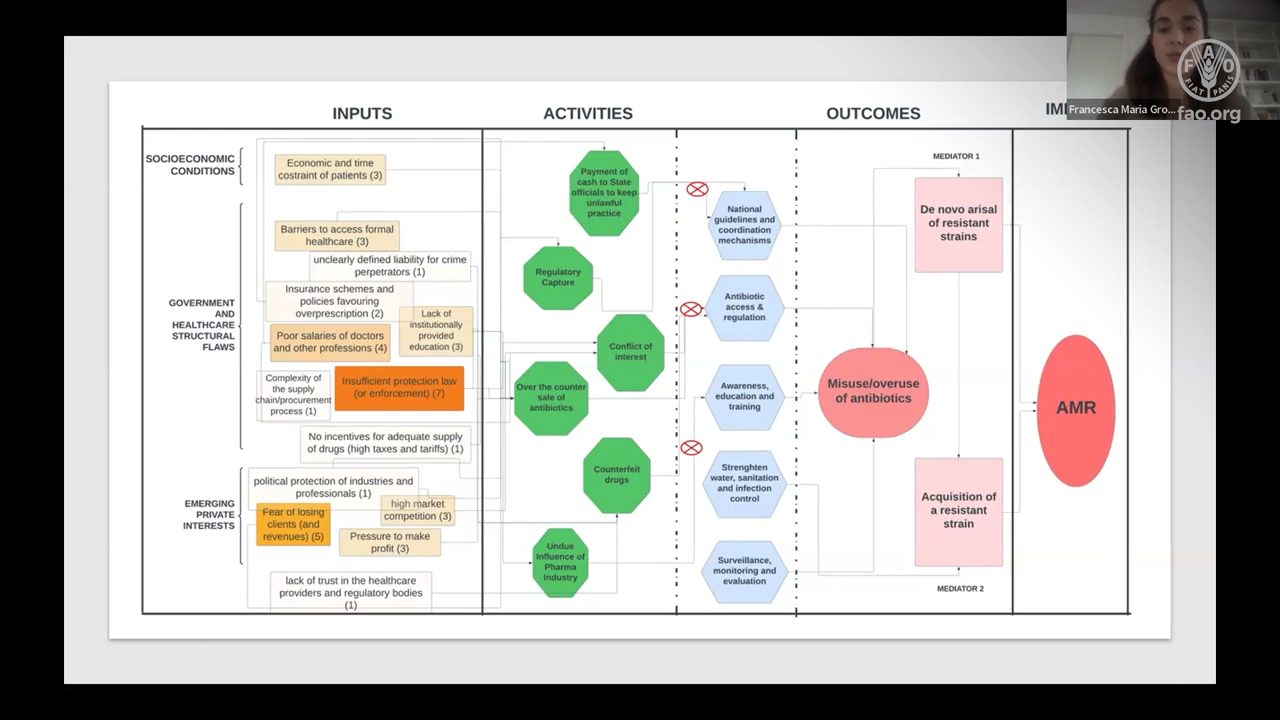 INPUTS
ACTIVITIES
OUTCOMES
Francesca Maria Gro...
FAO
FIAT PANIS
fao.org
SOCIOECONOMIC
CONDITIONS
Economic and time
costraint of patients (3)
GOVERNMENT
AND
HEALTHCARE
STRUCTURAL
FLAWS
Barriers to access formal
healthcare (3)
unclearly defined liability for crime
perpetrators (1)
Insurance schemes and
policies favouring
overprescription (2)
Lack of
institutionally
provided
education (3)
Poor salaries of doctors
and other professions (4)
Complexity of
the supply
chain/procurement
process (1)
Insufficient protection law
(or enforcement) (7)
No incentives for adequate supply
of drugs (high taxes and tariffs) (1)
EMERGING
PRIVATE
INTERESTS
political protection of industries and
professionals (1)
high market
competition (3)
Fear of losing
clients (and
revenues) (5)
Pressure to make
profit (3)
lack of trust in the healthcare
providers and regulatory bodies
(1)
Payment of
cash to State
officials to keep
unlawful
practice
Regulatory
Capture
Conflict of
interest
Over the counter
sale of
antibiotics
Counterfeit
drugs
Undue
Influence of
Pharma
Industry
National
guidelines and
coordination
mechanisms
Antibiotic
access &
regulation
Awareness,
education and
training
Strenghten
water, sanitation
and infection
control
Surveillance,
monitoring and
evaluation
Misuse/overuse
of antibiotics
MEDIATOR 1
De novo arisal
of resistant
strains
Acquisition of
a resistant
strain
MEDIATOR 2
AMR